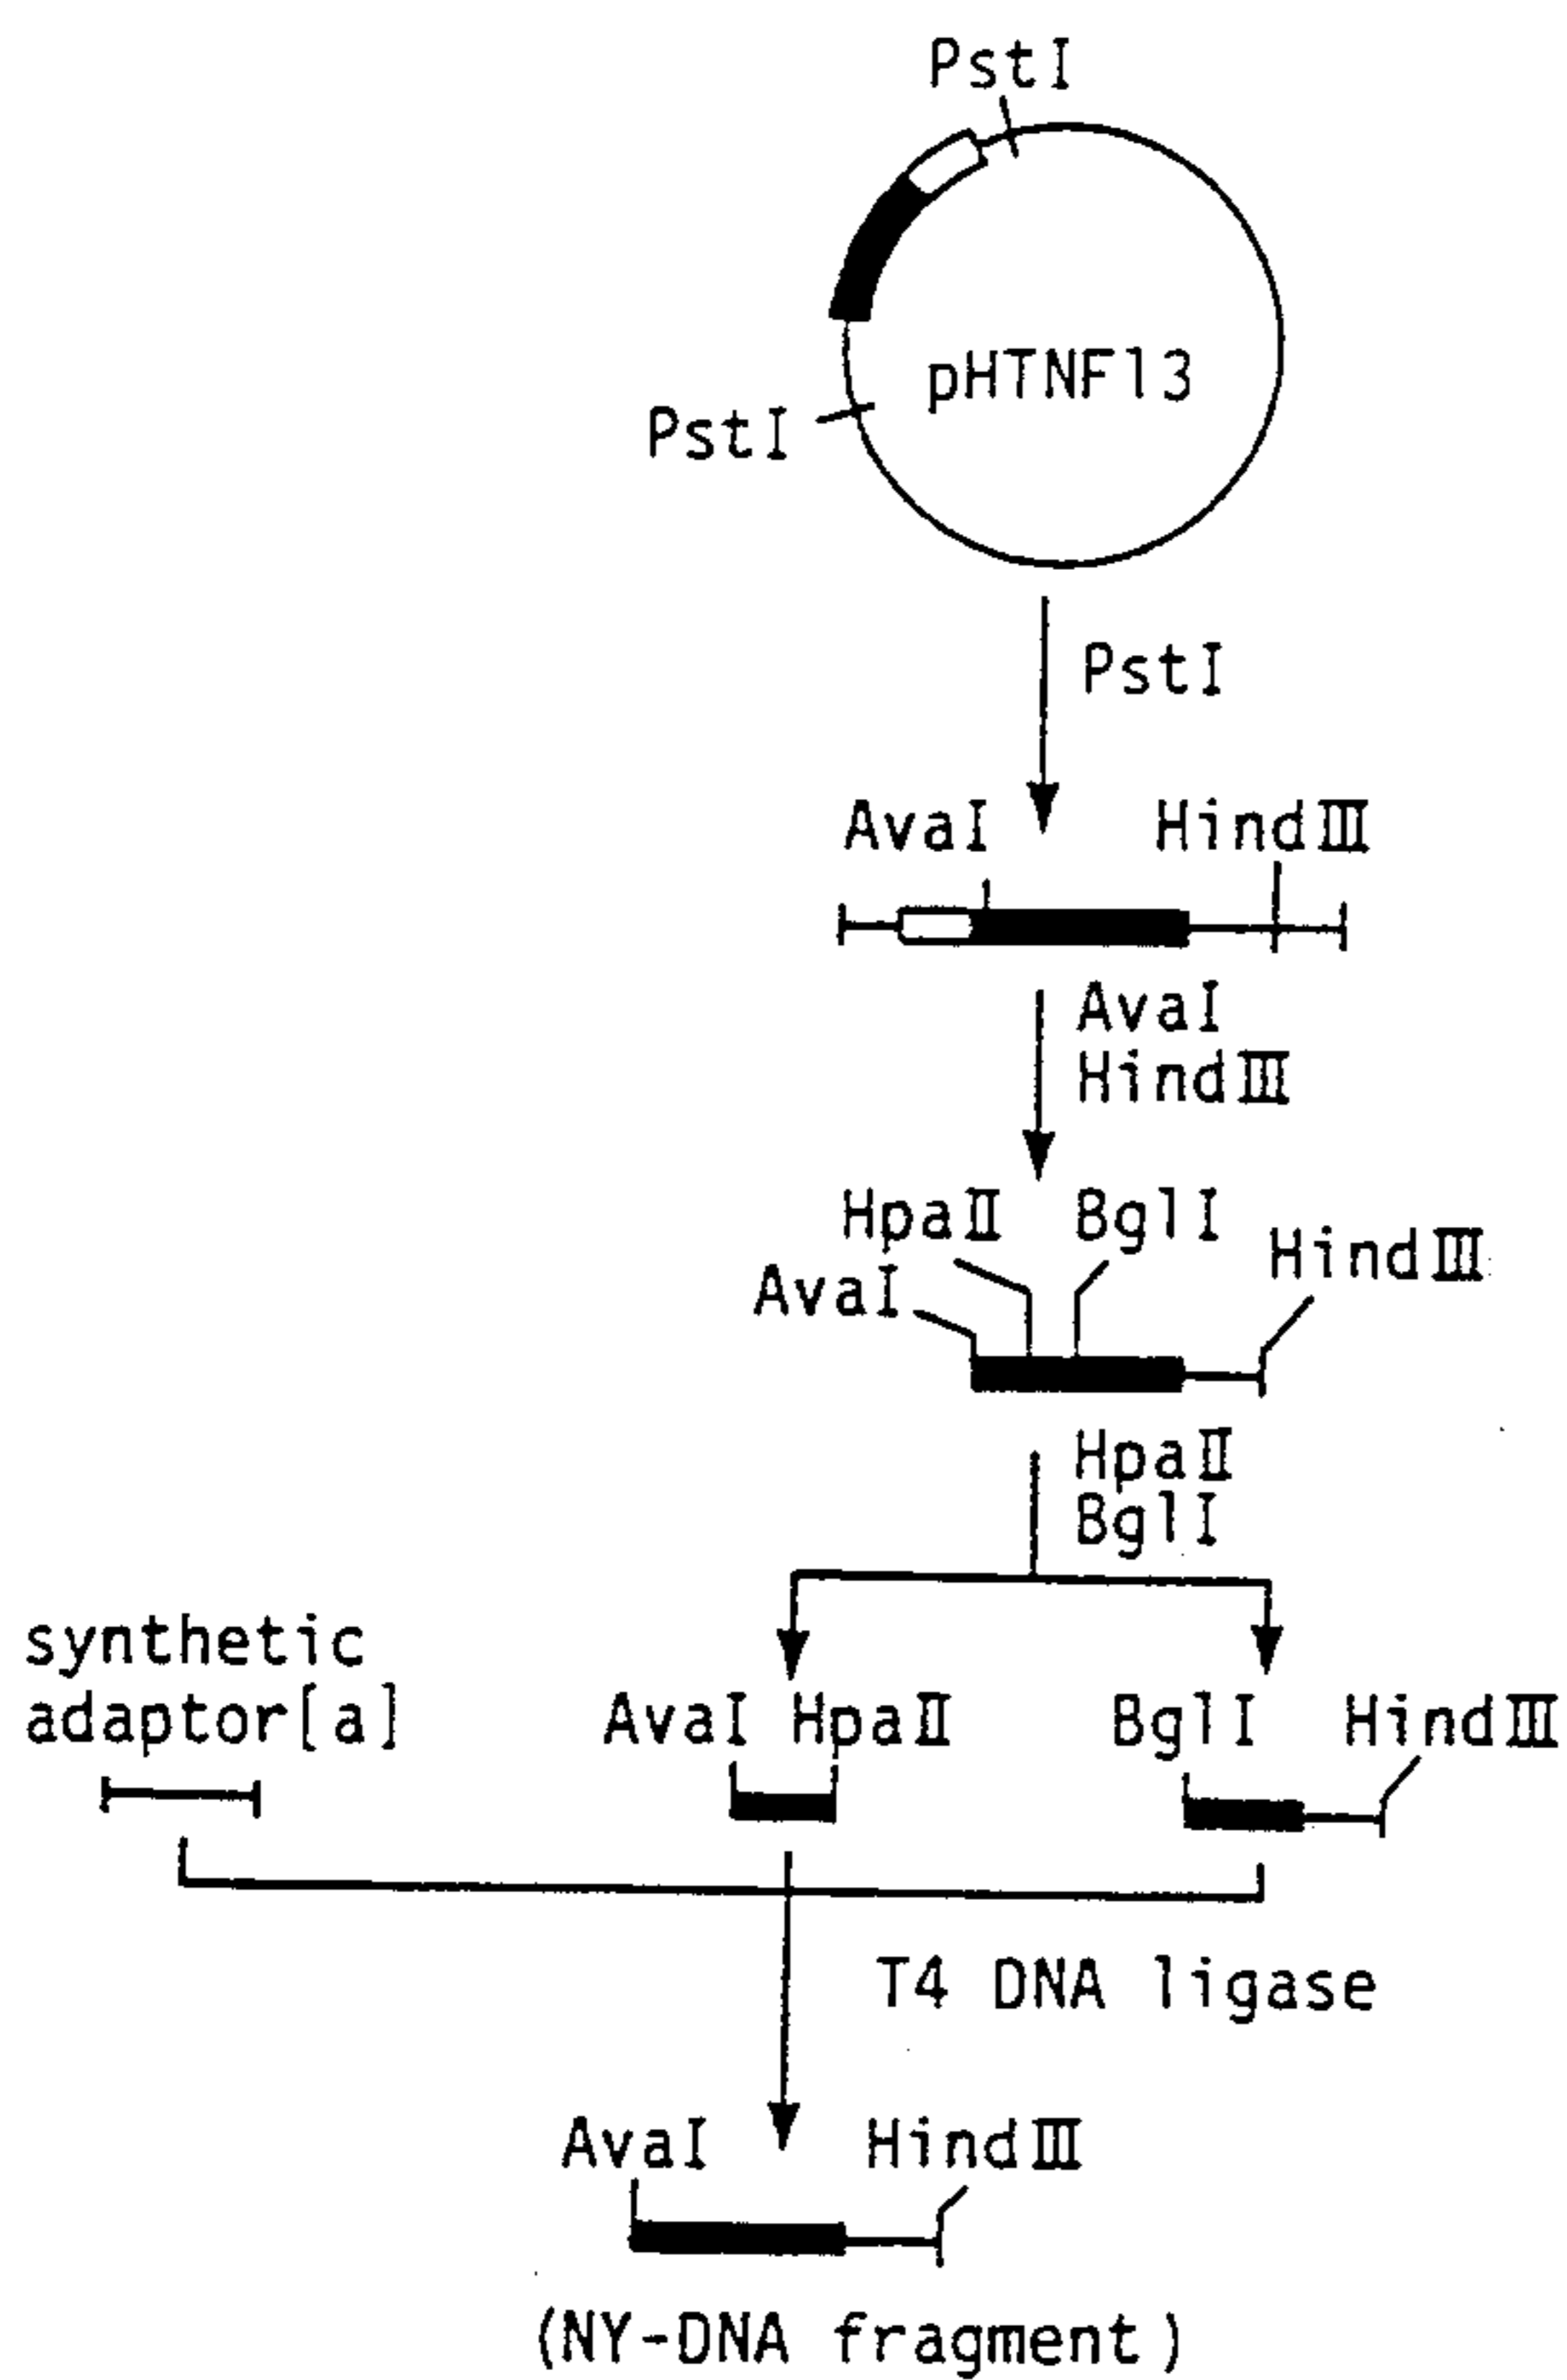 PstI
pHTNF13
PstI
PstI
AvaI HindⅢ
AvaI
HindⅢ
HpaⅡ BglI
HindⅢ
AvaI
HpaⅡ
BglI
synthetic
adaptor[a]
AvaI HpaⅡ BglI HindⅢ
T4 DNA ligase
AvaI HindⅢ
(NY-DNA fragment)